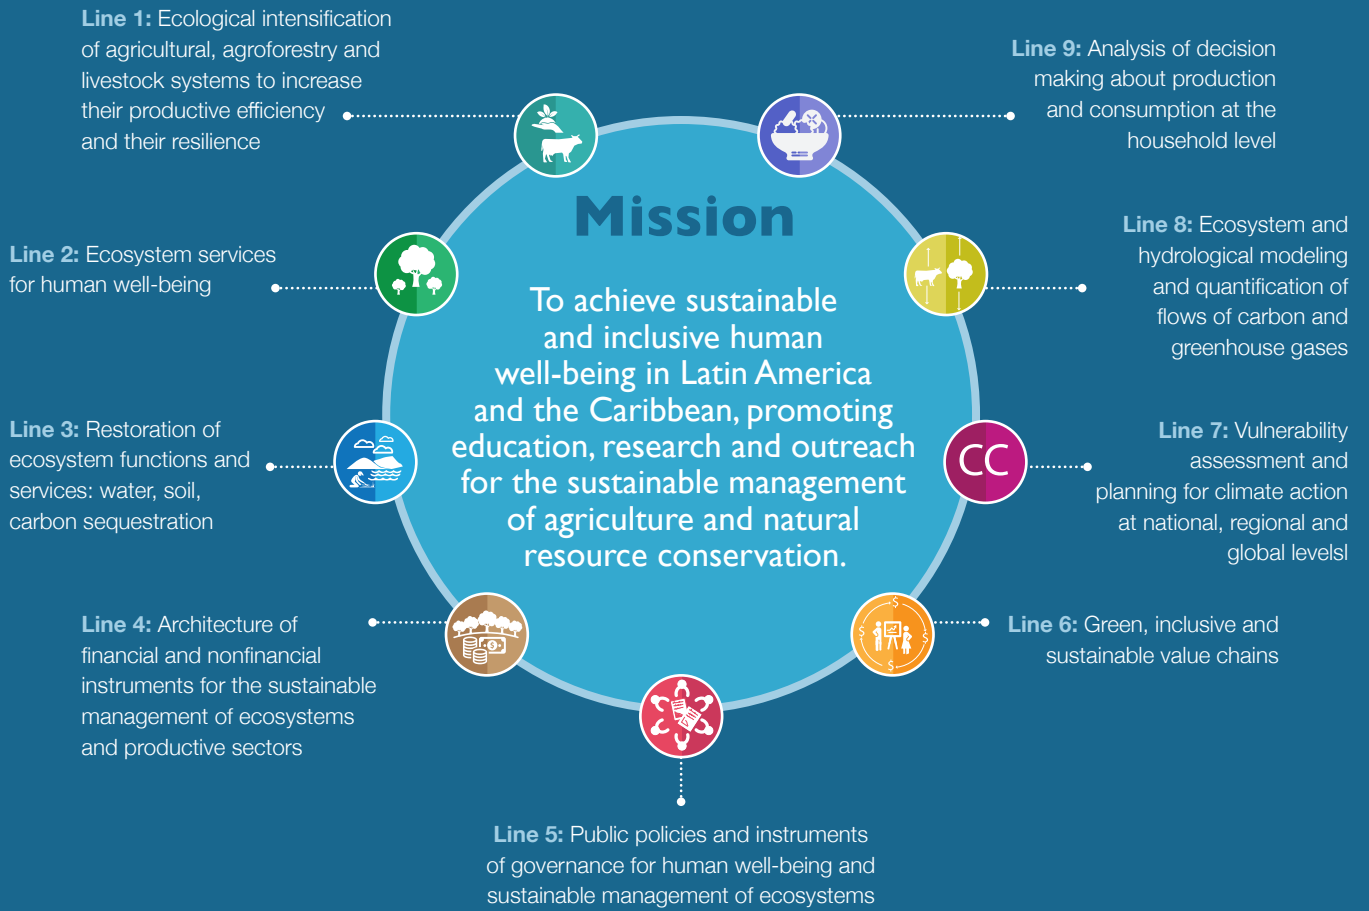 Line 1: Ecological intensification
of agricultural, agroforestry and
livestock systems to increase
their productive efficiency
and their resilience
Line 2: Ecosystem services
for human well-being
Line 3: Restoration of
ecosystem functions and
services: water, soil,
carbon sequestration
Line 4: Architecture of
financial and nonfinancial
instruments for the sustainable
management of ecosystems
and productive sectors
Line 5: Public policies and instruments
of governance for human well-being and
sustainable management of ecosystems
Line 6: Green, inclusive and
sustainable value chains
Line 7: Vulnerability
assessment and
planning for climate action
at national, regional and
global levelsl
Line 8: Ecosystem and
hydrological modeling
and quantification of
flows of carbon and
greenhouse gases
Line 9: Analysis of decision
making about production
and consumption at the
household level
Mission
To achieve sustainable
and inclusive human
well-being in Latin America
and the Caribbean, promoting
education, research and outreach
for the sustainable management
of agriculture and natural
resource conservation.
CC
$
$
$
$
$